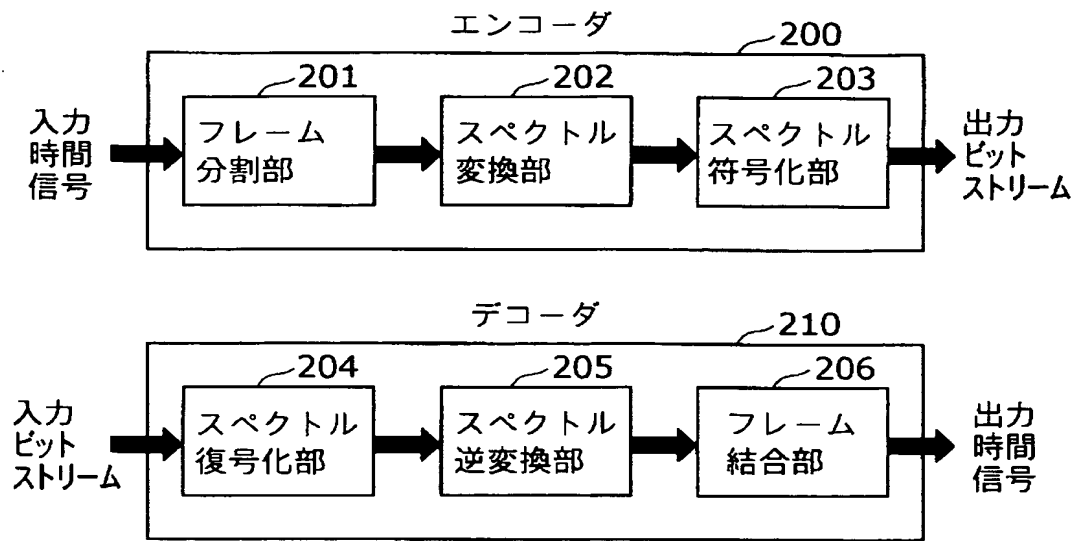 エンコーダ
200
201
202
203
入力
時間
信号
フレーム
分割部
スペクトル
変換部
スペクトル
符号化部
出力
ビット
ストリーム
デコーダ
210
204
205
206
入力
ビット
ストリーム
スペクトル
復号化部
スペクトル
逆変換部
フレーム
結合部
出力
時間
信号